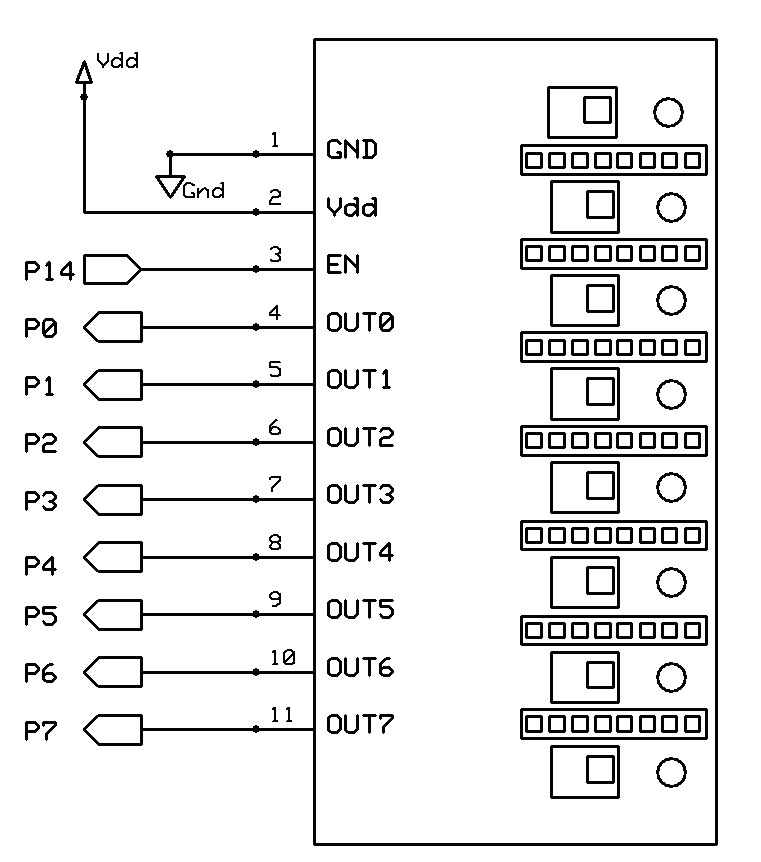 Vdd
1 GND
Gnd
2 Vdd
P14 3 EN
P0 4 OUT0
P1 5 OUT1
P2 6 OUT2
P3 7 OUT3
P4 8 OUT4
P5 9 OUT5
P6 10 OUT6
P7 11 OUT7